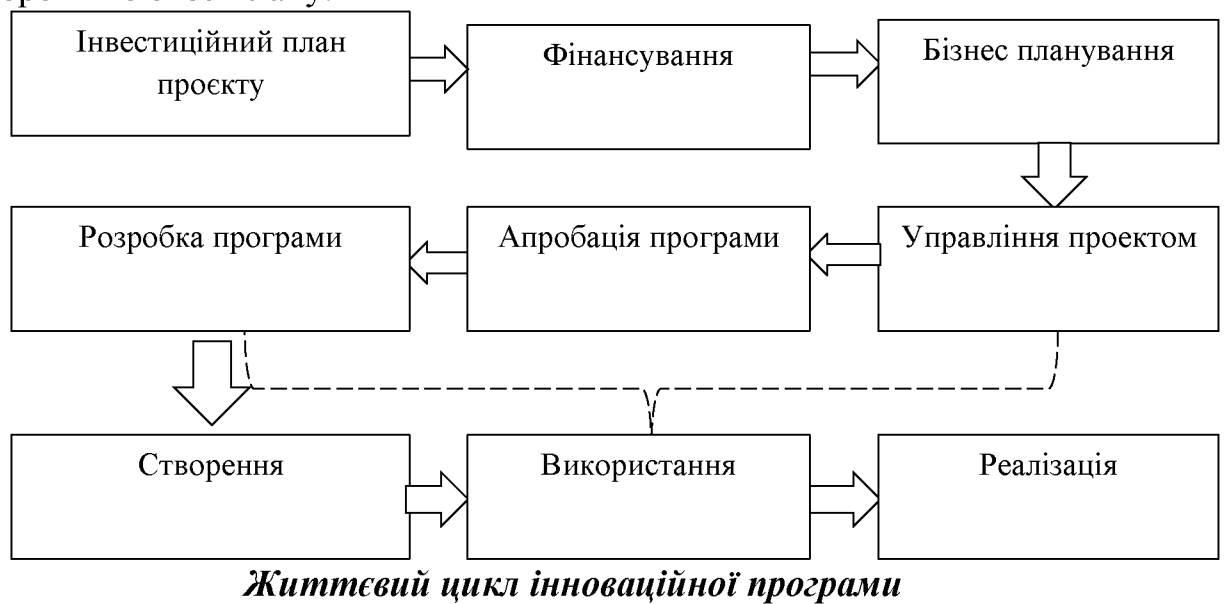 Інвестиційний план
проєкту
Фінансування
Бізнес планування
Розробка програми
Апробація програми
Управління проектом
Створення
Використання
Реалізація
Життєвий цикл інноваційної програми